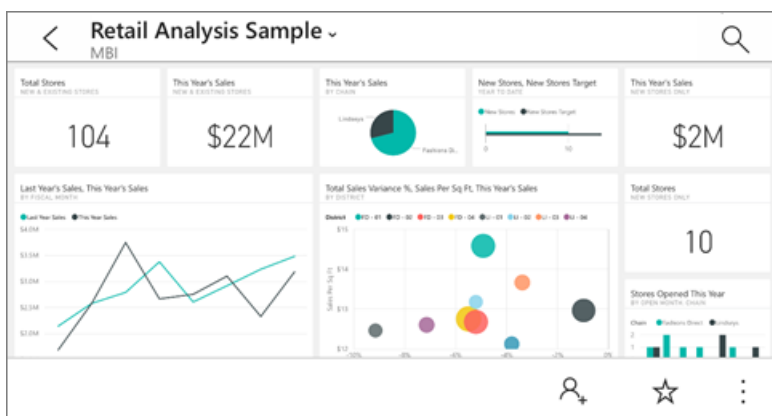 Retail Analysis Sample
MBI
Total Stores
NEW & EXISTING STORES
104
This Year's Sales
NEW & EXISTING STORES
$22M
This Year's Sales
BY CHAIN
Lindseys
Fashions Di...
New Stores, New Stores Target
YEAR TO DATE
New Stores New Stores Target
0 10
This Year's Sales
NEW STORES ONLY
$2M
Last Year's Sales, This Year's Sales
BY FISCAL MONTH
Last Year Sales This Year Sales
$4.0M
$3.5M
$3.0M
$2.5M
$2.0M
Total Sales Variance %, Sales Per Sq Ft, This Year's Sales
BY DISTRICT
District FD - 01 FD - 02 FD - 03 FD - 04 LI - 01 LI - 02 LI - 03 LI - 04
Sales Per Sq Ft
$15
$14
$13
$12
-10% -8% -6% -4% -2% 0%
Total Stores
NEW STORES ONLY
10
Stores Opened This Year
BY OPEN MONTH, CHAIN
Chain Fashions Direct Lindseys
2
1